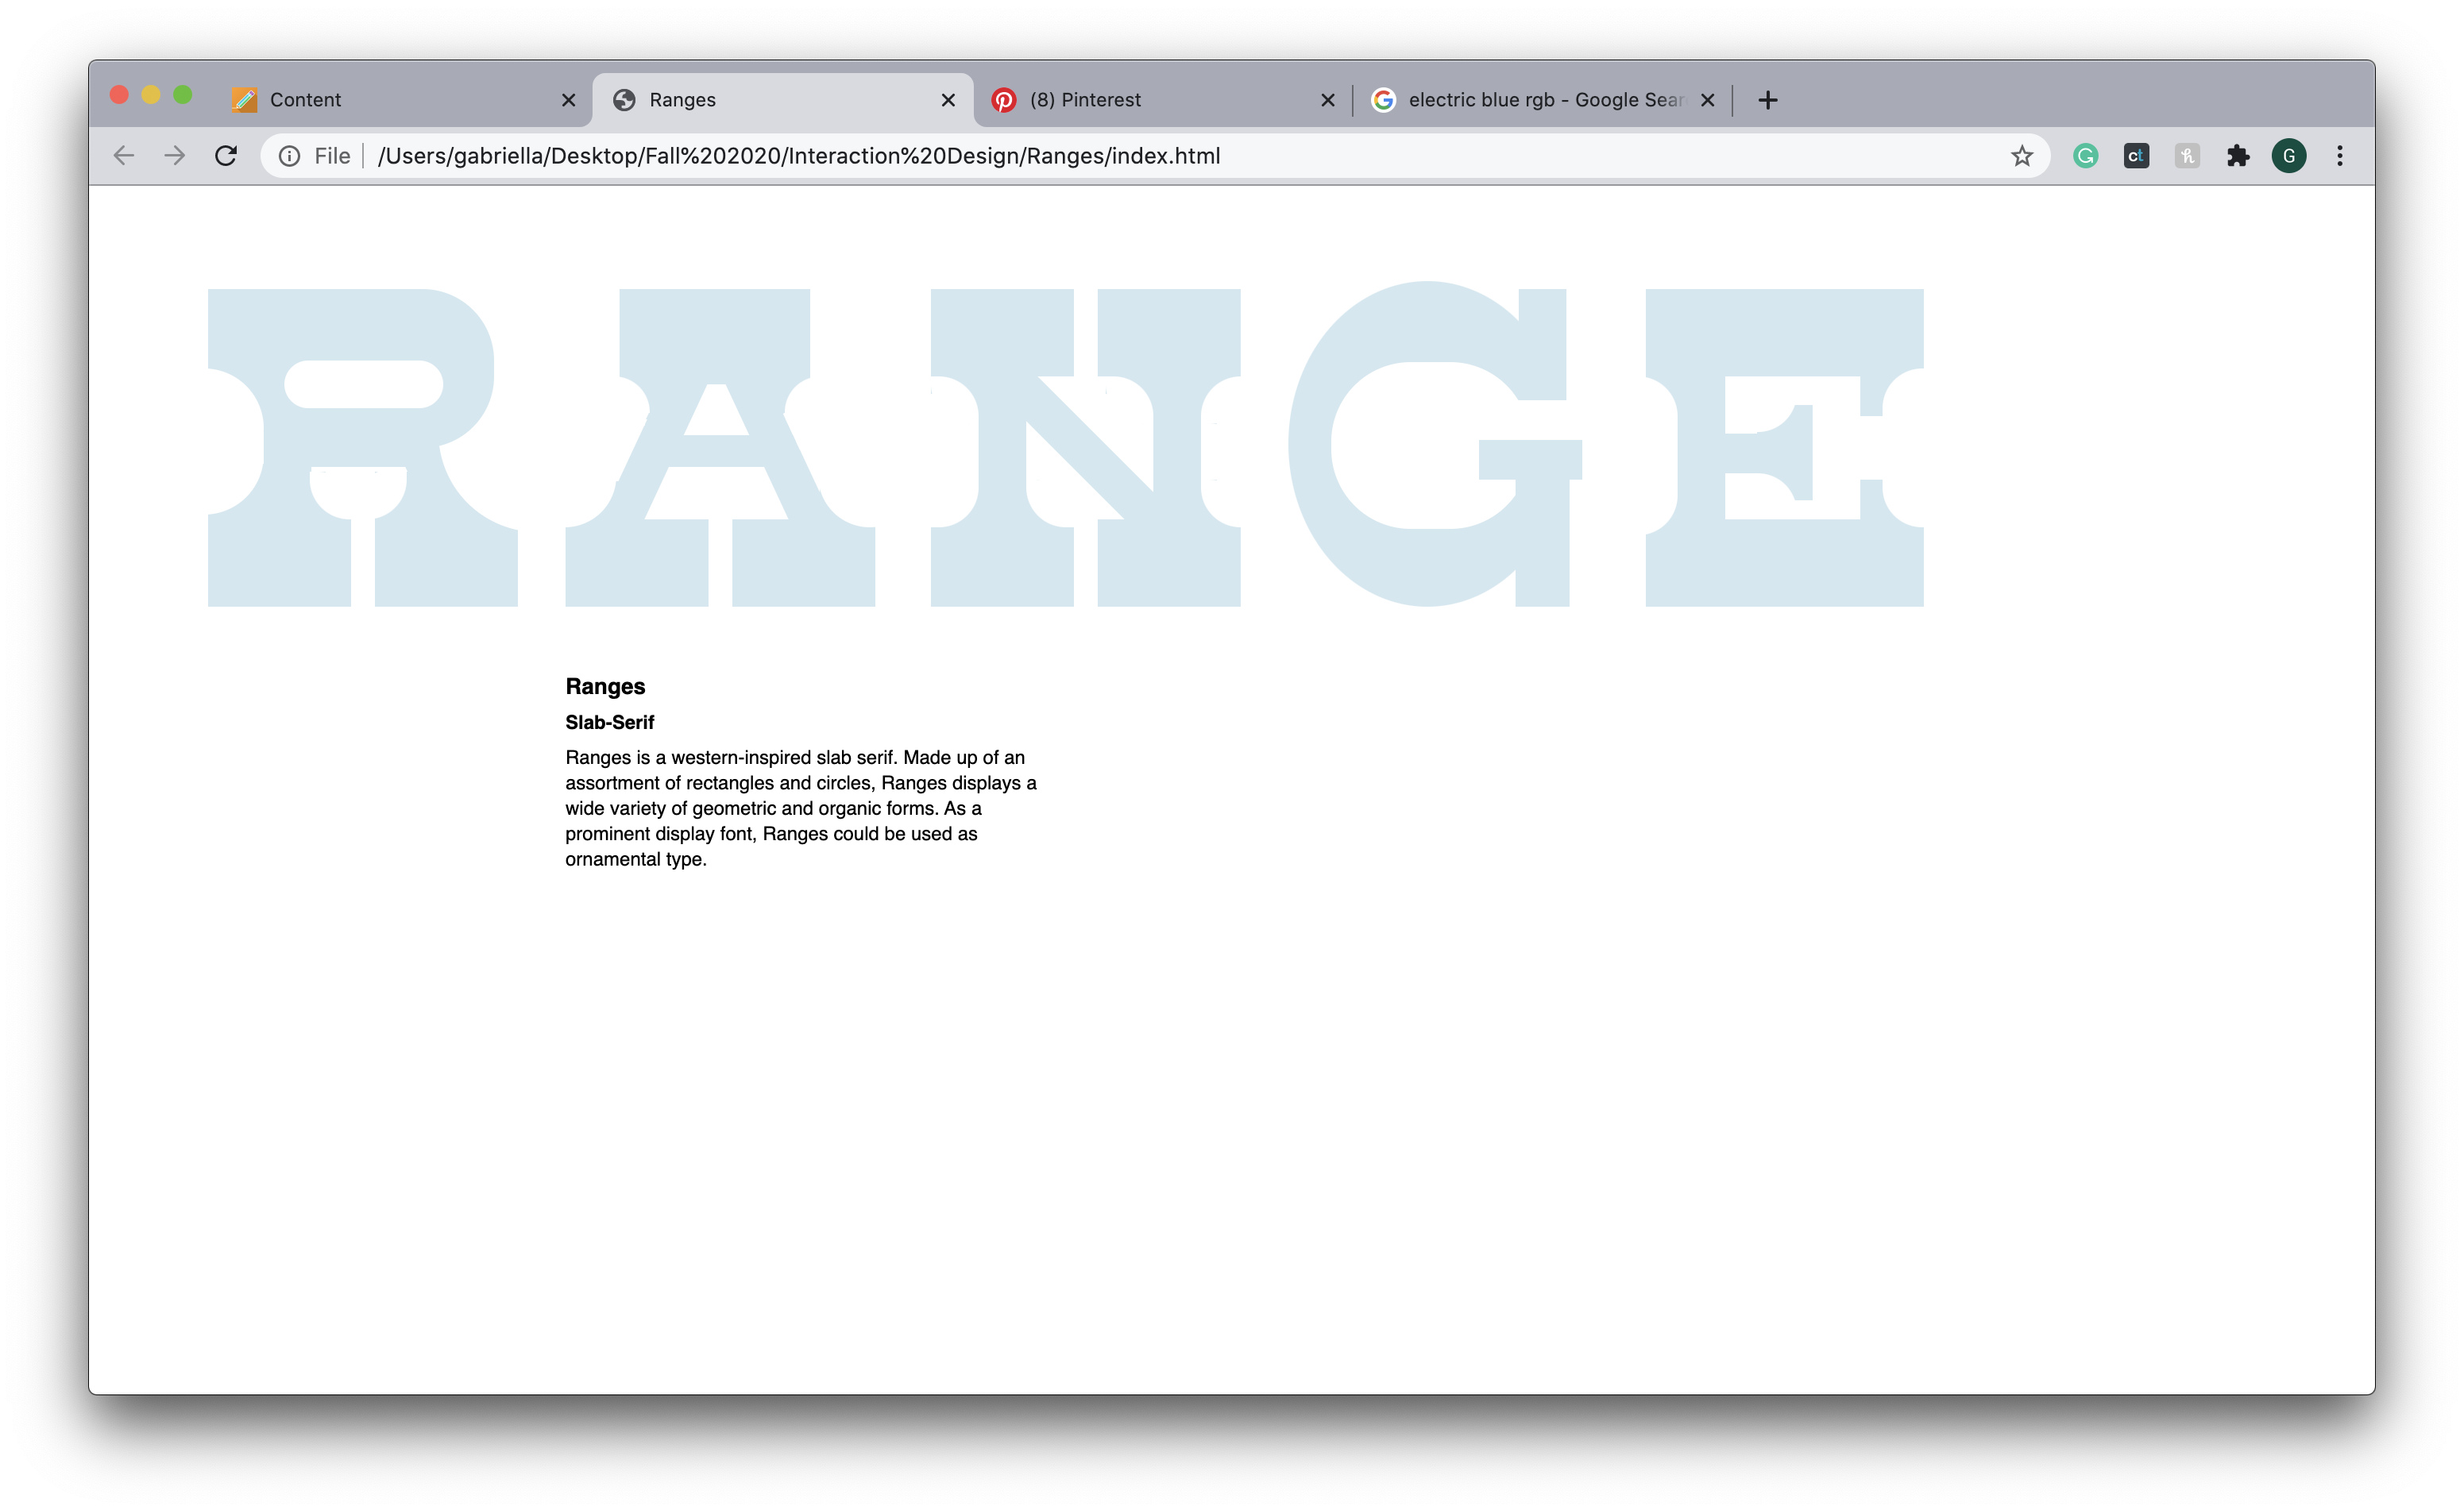 Content
Ranges
(8) Pinterest
electric blue rgb - Google Sear
File
/Users/gabriella/Desktop/Fall%202020/Interaction%20Design/Ranges/index.html
ct
h
G
RANGE
Ranges
Slab-Serif
Ranges is a western-inspired slab serif. Made up of an
assortment of rectangles and circles, Ranges displays a
wide variety of geometric and organic forms. As a
prominent display font, Ranges could be used as
ornamental type.